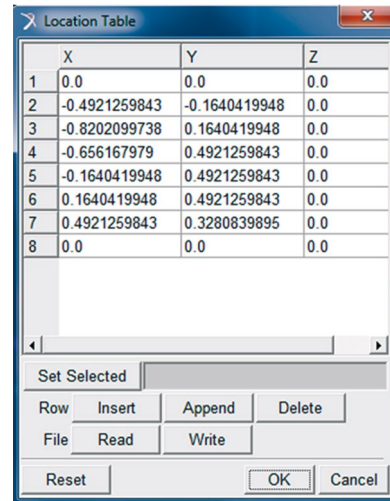 Location Table
X Y Z
1 0.0 0.0 0.0
2 -0.4921259843 -0.1640419948 0.0
3 -0.8202099738 0.1640419948 0.0
4 -0.656167979 0.4921259843 0.0
5 -0.1640419948 0.4921259843 0.0
6 0.1640419948 0.4921259843 0.0
7 0.4921259843 0.3280839895 0.0
8 0.0 0.0 0.0
Set Selected
Row Insert Append Delete
File Read Write
Reset OK Cancel